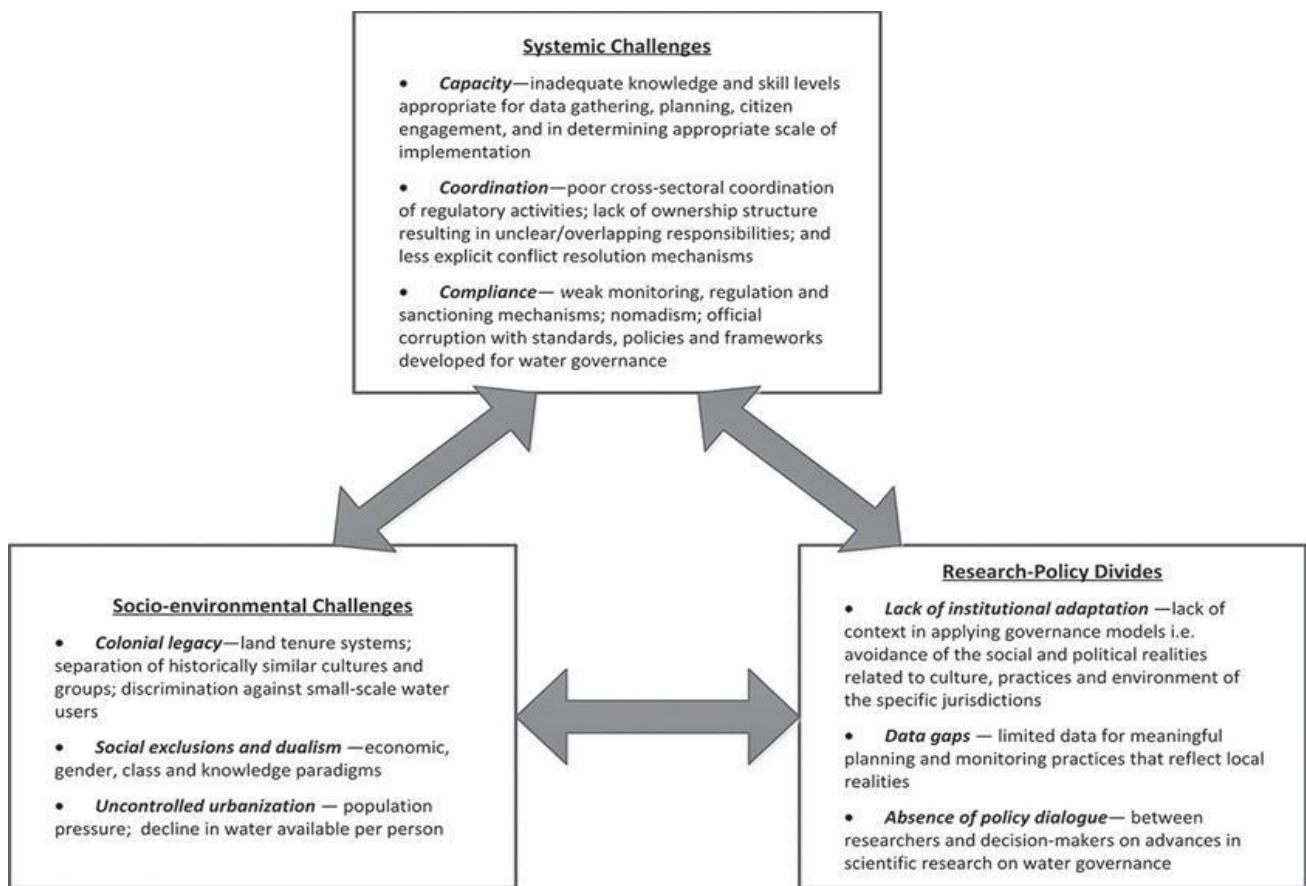 Systemic Challenges
• Capacity—inadequate knowledge and skill levels
appropriate for data gathering, planning, citizen
engagement, and in determining appropriate scale of
implementation
• Coordination—poor cross-sectoral coordination
of regulatory activities; lack of ownership structure
resulting in unclear/overlapping responsibilities; and
less explicit conflict resolution mechanisms
• Compliance— weak monitoring, regulation and
sanctioning mechanisms; nomadism; official
corruption with standards, policies and frameworks
developed for water governance
Socio-environmental Challenges
• Colonial legacy—land tenure systems;
separation of historically similar cultures and
groups; discrimination against small-scale water
users
• Social exclusions and dualism —economic,
gender, class and knowledge paradigms
• Uncontrolled urbanization — population
pressure; decline in water available per person
Research-Policy Divides
• Lack of institutional adaptation —lack of
context in applying governance models i.e.
avoidance of the social and political realities
related to culture, practices and environment of
the specific jurisdictions
• Data gaps — limited data for meaningful
planning and monitoring practices that reflect local
realities
• Absence of policy dialogue— between
researchers and decision-makers on advances in
scientific research on water governance